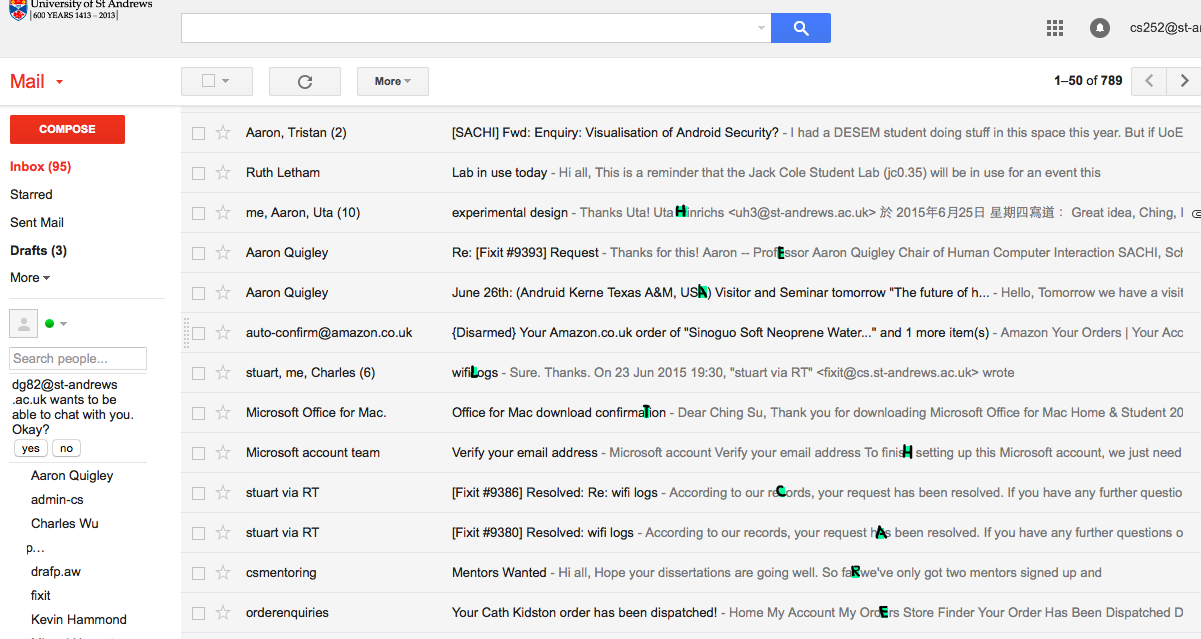 University of St Andrews
600 YEARS 1413 – 2013
cs252@st-an
Mail
More
1–50 of 789
COMPOSE
Inbox (95)
Starred
Sent Mail
Drafts (3)
More
Search people...
dg82@st-andrews
.ac.uk wants to be
able to chat with you.
Okay?
yes no
Aaron Quigley
admin-cs
Charles Wu
p…
drafp.aw
fixit
Kevin Hammond
Aaron, Tristan (2) [SACHI] Fwd: Enquiry: Visualisation of Android Security? - I had a DESEM student doing stuff in this space this year. But if UoE
Ruth Letham Lab in use today - Hi all, This is a reminder that the Jack Cole Student Lab (jc0.35) will be in use for an event this
me, Aaron, Uta (10) experimental design - Thanks Uta! Uta Hinrichs <uh3@st-andrews.ac.uk> 於 2015年6月25日 星期四寫道： Great idea, Ching, I
Aaron Quigley Re: [Fixit #9393] Request - Thanks for this! Aaron -- ProfEssor Aaron Quigley Chair of Human Computer Interaction SACHI, Sch
Aaron Quigley June 26th: (Andruid Kerne Texas A&M, USA) Visitor and Seminar tomorrow "The future of h... - Hello, Tomorrow we have a visit
auto-confirm@amazon.co.uk {Disarmed} Your Amazon.co.uk order of "Sinoguo Soft Neoprene Water..." and 1 more item(s) - Amazon Your Orders | Your Acc
stuart, me, Charles (6) wifi Logs - Sure. Thanks. On 23 Jun 2015 19:30, "stuart via RT" <fixit@cs.st-andrews.ac.uk> wrote
Microsoft Office for Mac. Office for Mac download confirmaTion - Dear Ching Su, Thank you for downloading Microsoft Office for Mac Home & Student 20
Microsoft account team Verify your email address - Microsoft account Verify your email address To finisH setting up this Microsoft account, we just need
stuart via RT [Fixit #9386] Resolved: Re: wifi logs - According to our reCords, your request has been resolved. If you have any further questio
stuart via RT [Fixit #9380] Resolved: wifi logs - According to our records, your request hAs been resolved. If you have any further questions o
csmentoring Mentors Wanted - Hi all, Hope your dissertations are going well. So faR we've only got two mentors signed up and
orderenquiries Your Cath Kidston order has been dispatched! - Home My Account My OrdErs Store Finder Your Order Has Been Dispatched D